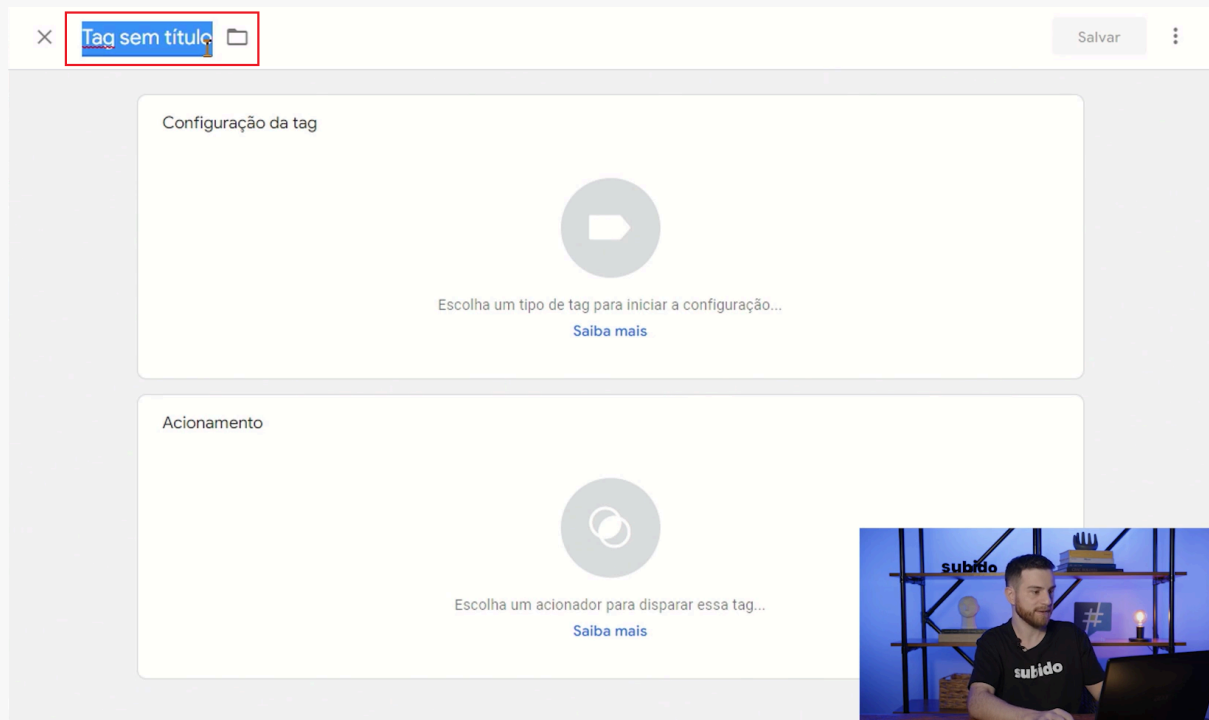 Tag sem título
Salvar
Configuração da tag
Escolha um tipo de tag para iniciar a configuração...
Saiba mais
Acionamento
Escolha um acionador para disparar essa tag...
Saiba mais
subido
#
subido